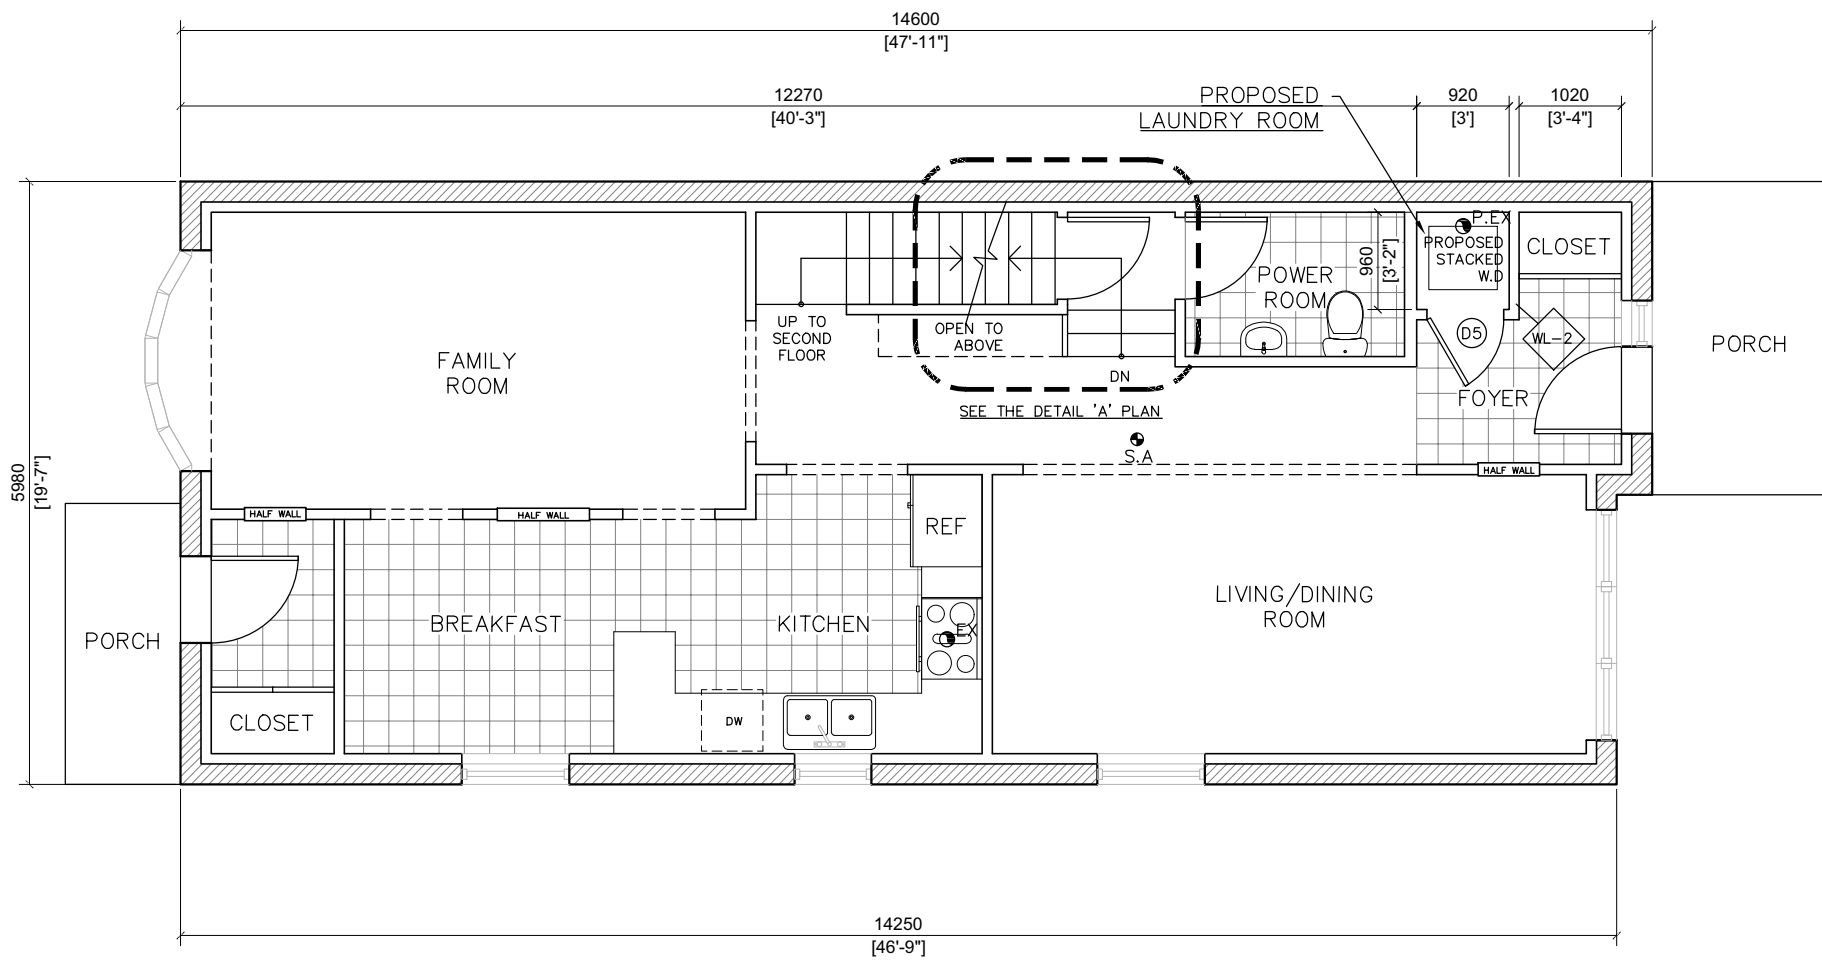 14600
[47'-11"]
12270
[40'-3"]
PROPOSED
LAUNDRY ROOM
920
[3']
1020
[3'-4"]
P.EX
PROPOSED
STACKED
W.D
CLOSET
960
[3'-2"]
POWER
ROOM
UP TO
SECOND
FLOOR
OPEN TO
ABOVE
D5
WL-2
PORCH
FAMILY
ROOM
DN
SEE THE DETAIL 'A' PLAN
FOYER
S.A
HALF WALL
5980
[19'-7"]
HALF WALL
HALF WALL
REF
LIVING/DINING
ROOM
BREAKFAST
KITCHEN
EX
PORCH
CLOSET
DW
14250
[46'-9"]